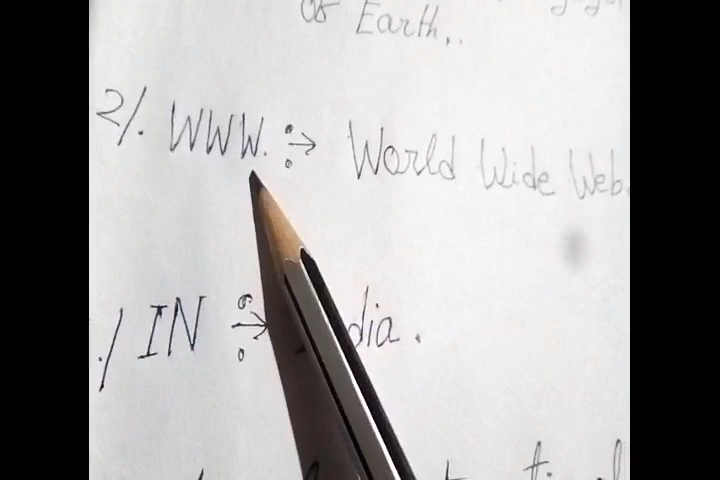 of Earth..
2/. WWW. :→ World Wide Web.
/ IN :→ dia.